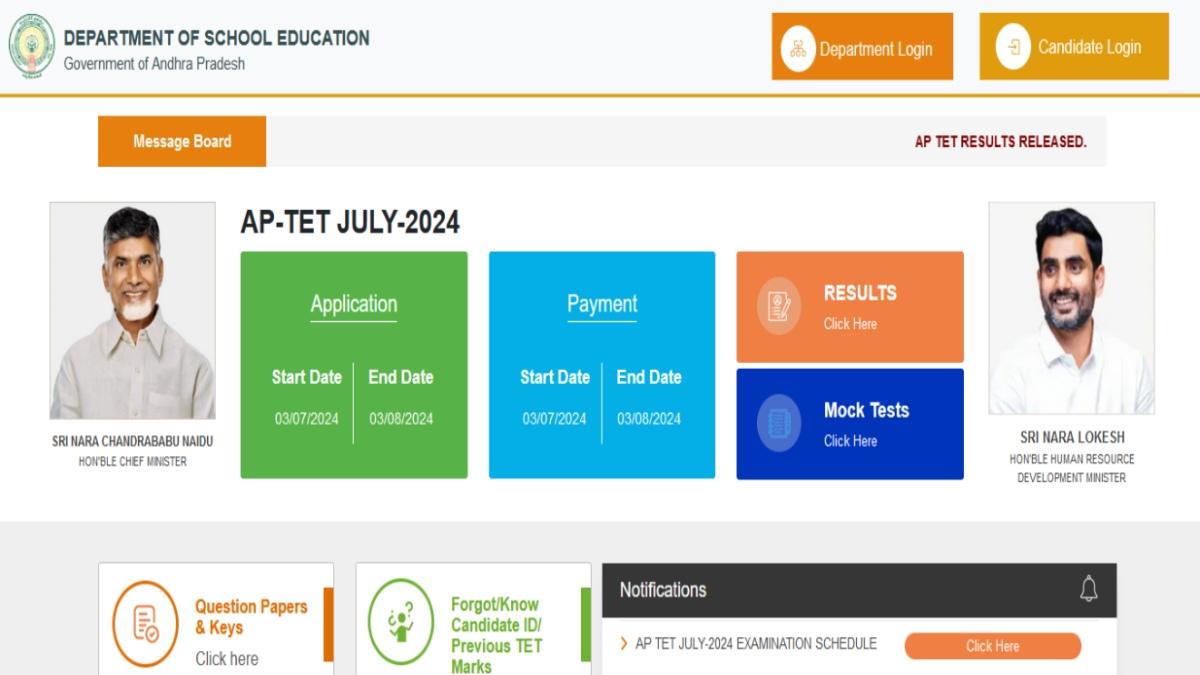 DEPARTMENT OF SCHOOL EDUCATION
Government of Andhra Pradesh
Department Login
Candidate Login
Message Board
AP TET RESULTS RELEASED.
SRI NARA CHANDRABABU NAIDU
HON'BLE CHIEF MINISTER
AP-TET JULY-2024
Application
Start Date End Date
03/07/2024 03/08/2024
Payment
Start Date End Date
03/07/2024 03/08/2024
RESULTS
Click Here
Mock Tests
Click Here
SRI NARA LOKESH
HON'BLE HUMAN RESOURCE
DEVELOPMENT MINISTER
Question Papers
& Keys
Click here
Forgot/Know
Candidate ID/
Previous TET
Marks
Notifications
AP TET JULY-2024 EXAMINATION SCHEDULE
Click Here